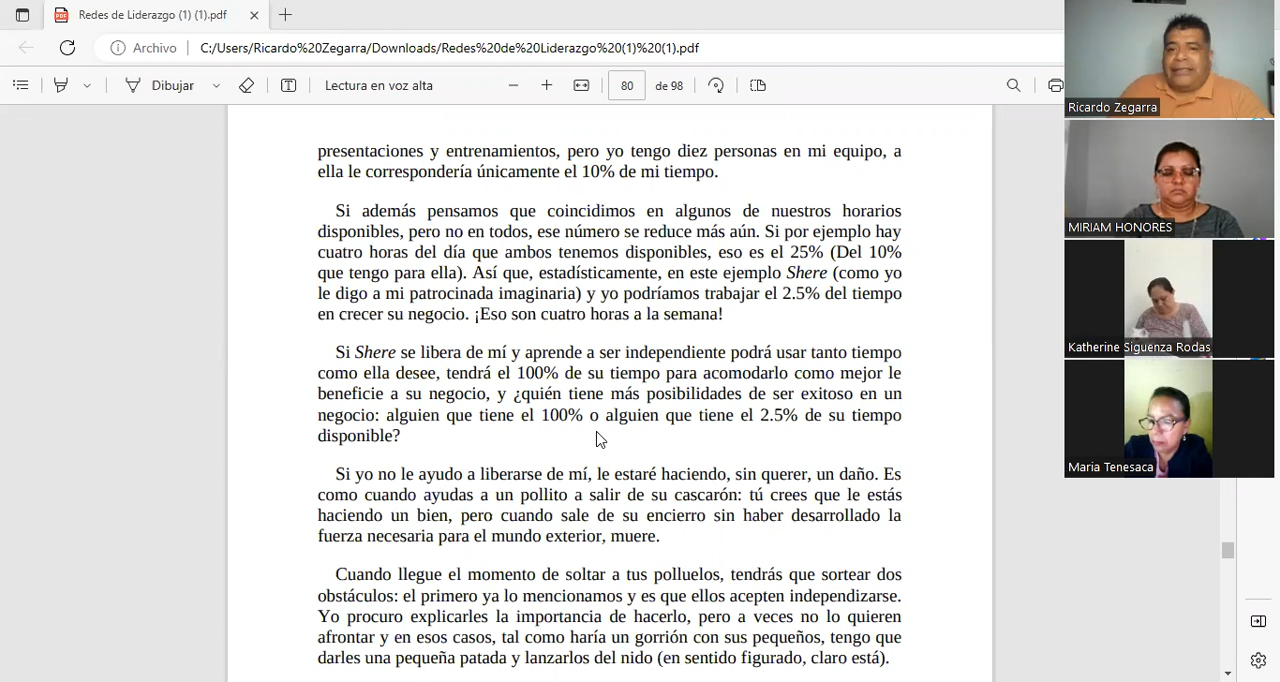 Redes de Liderazgo (1) (1).pdf
Archivo
C:/Users/Ricardo%20Zegarra/Downloads/Redes%20de%20Liderazgo%20(1)%20(1).pdf
Dibujar
Lectura en voz alta
80
de 98
presentaciones y entrenamientos, pero yo tengo diez personas en mi equipo, a
ella le correspondería únicamente el 10% de mi tiempo.
Si además pensamos que coincidimos en algunos de nuestros horarios
disponibles, pero no en todos, ese número se reduce más aún. Si por ejemplo hay
cuatro horas del día que ambos tenemos disponibles, eso es el 25% (Del 10%
que tengo para ella). Así que, estadísticamente, en este ejemplo Shere (como yo
le digo a mi patrocinada imaginaria) y yo podríamos trabajar el 2.5% del tiempo
en crecer su negocio. ¡Eso son cuatro horas a la semana!
Si Shere se libera de mí y aprende a ser independiente podrá usar tanto tiempo
como ella desee, tendrá el 100% de su tiempo para acomodarlo como mejor le
beneficie a su negocio, y ¿quién tiene más posibilidades de ser exitoso en un
negocio: alguien que tiene el 100% o alguien que tiene el 2.5% de su tiempo
disponible?
Si yo no le ayudo a liberarse de mí, le estaré haciendo, sin querer, un daño. Es
como cuando ayudas a un pollito a salir de su cascarón: tú crees que le estás
haciendo un bien, pero cuando sale de su encierro sin haber desarrollado la
fuerza necesaria para el mundo exterior, muere.
Cuando llegue el momento de soltar a tus polluelos, tendrás que sortear dos
obstáculos: el primero ya lo mencionamos y es que ellos acepten independizarse.
Yo procuro explicarles la importancia de hacerlo, pero a veces no lo quieren
afrontar y en esos casos, tal como haría un gorrión con sus pequeños, tengo que
darles una pequeña patada y lanzarlos del nido (en sentido figurado, claro está).
Ricardo Zegarra
MIRIAM HONORES
Katherine Siguenza Rodas
Maria Tenesaca